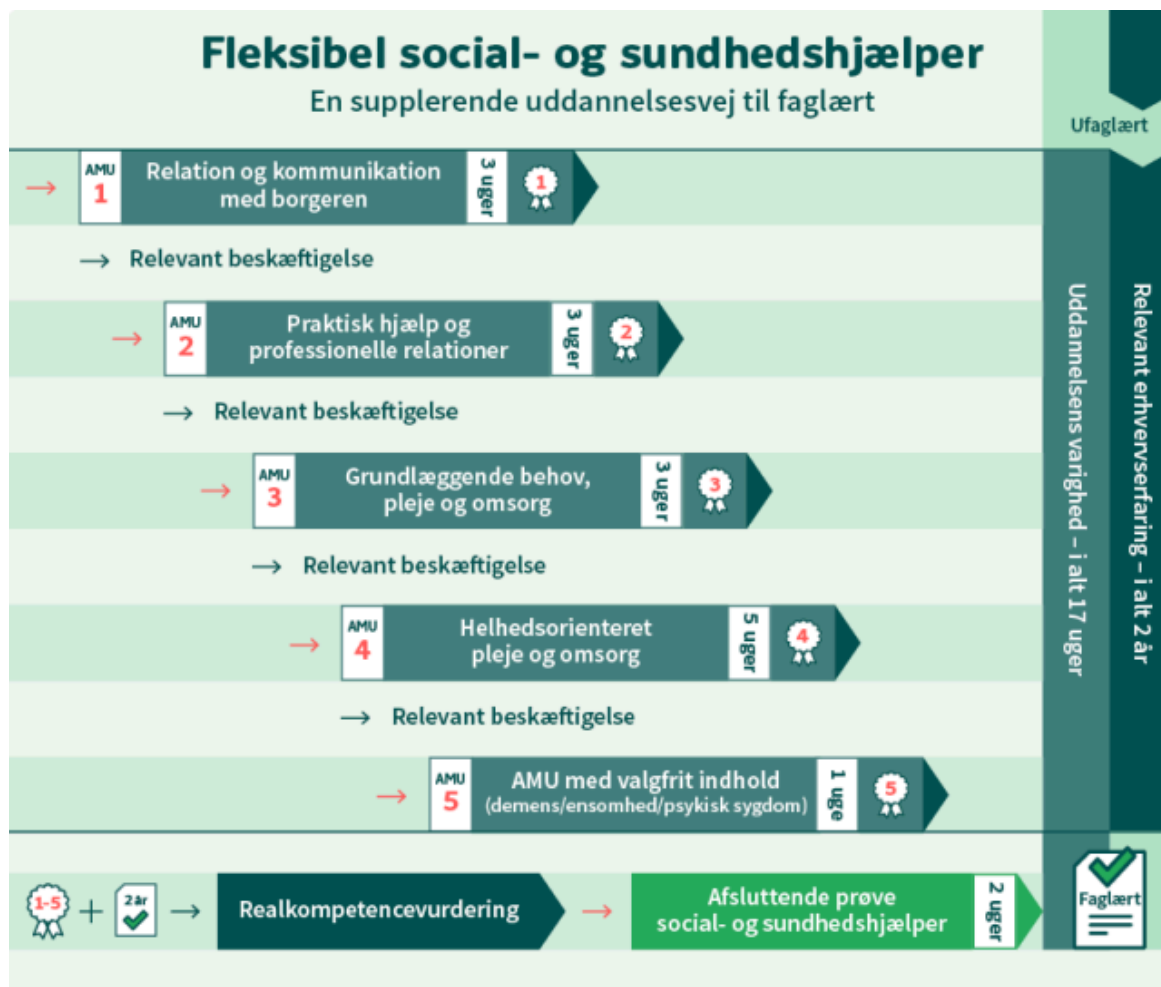 Fleksibel social- og sundhedshjælper
En supplerende uddannelsesvej til faglært
Ufaglært
AMU
1
Relation og kommunikation
med borgeren
3 uger
1
Relevant beskæftigelse
AMU
2
Praktisk hjælp og
professionelle relationer
3 uger
2
Relevant beskæftigelse
AMU
3
Grundlæggende behov,
pleje og omsorg
3 uger
3
Relevant beskæftigelse
AMU
4
Helhedsorienteret
pleje og omsorg
5 uger
4
Relevant beskæftigelse
AMU
5
AMU med valgfrit indhold
(demens/ensomhed/psykisk sygdom)
1 uge
5
Uddannelsens varighed – i alt 17 uger
Relevant erhvervserfaring – i alt 2 år
1-5
+
2 år
Realkompetencevurdering
Afsluttende prøve
social- og sundhedshjælper
2 uger
Faglært